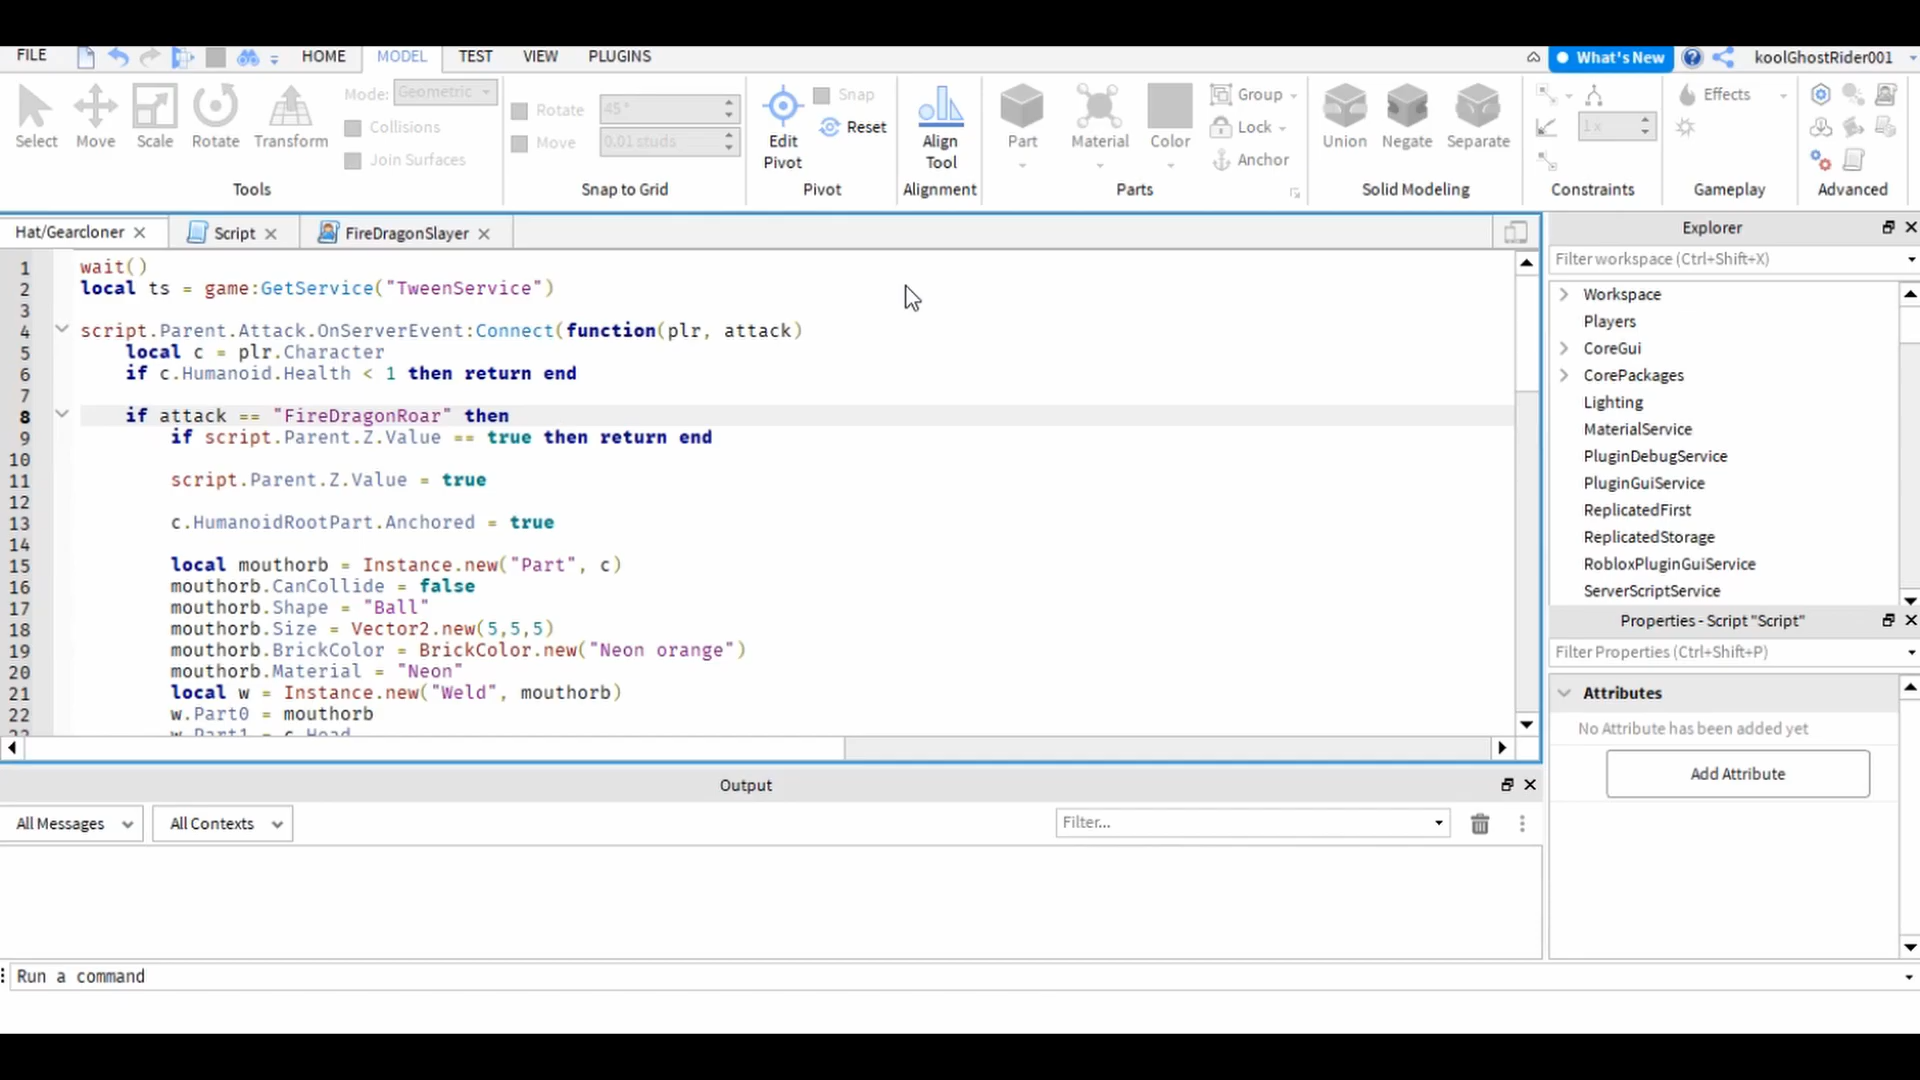 FILE
HOME
MODEL
TEST
VIEW
PLUGINS
What's New
koolGhostRider001
Select
Move
Scale
Rotate
Transform
Mode: Geometric
Collisions
Join Surfaces
Tools
Rotate 45°
Move 0.01 studs
Snap to Grid
Edit Pivot
Snap
Reset
Pivot
Align Tool
Alignment
Part
Material
Color
Group
Lock
Anchor
Parts
Union
Negate
Separate
Solid Modeling
1x
Constraints
Effects
Gameplay
Advanced
Hat/Gearcloner
Script
FireDragonSlayer
1 wait()
2 local ts = game:GetService("TweenService")
3
4 script.Parent.Attack.OnServerEvent:Connect(function(plr, attack)
5 local c = plr.Character
6 if c.Humanoid.Health < 1 then return end
7
8 if attack == "FireDragonRoar" then
9 if script.Parent.Z.Value == true then return end
10
11 script.Parent.Z.Value = true
12
13 c.HumanoidRootPart.Anchored = true
14
15 local mouthorb = Instance.new("Part", c)
16 mouthorb.CanCollide = false
17 mouthorb.Shape = "Ball"
18 mouthorb.Size = Vector2.new(5,5,5)
19 mouthorb.BrickColor = BrickColor.new("Neon orange")
20 mouthorb.Material = "Neon"
21 local w = Instance.new("Weld", mouthorb)
22 w.Part0 = mouthorb
23 w.Part1 = c.Head
Explorer
Filter workspace (Ctrl+Shift+X)
Workspace
Players
CoreGui
CorePackages
Lighting
MaterialService
PluginDebugService
PluginGuiService
ReplicatedFirst
ReplicatedStorage
RobloxPluginGuiService
ServerScriptService
Properties - Script "Script"
Filter Properties (Ctrl+Shift+P)
Attributes
No Attribute has been added yet
Add Attribute
Output
All Messages
All Contexts
Filter...
Run a command